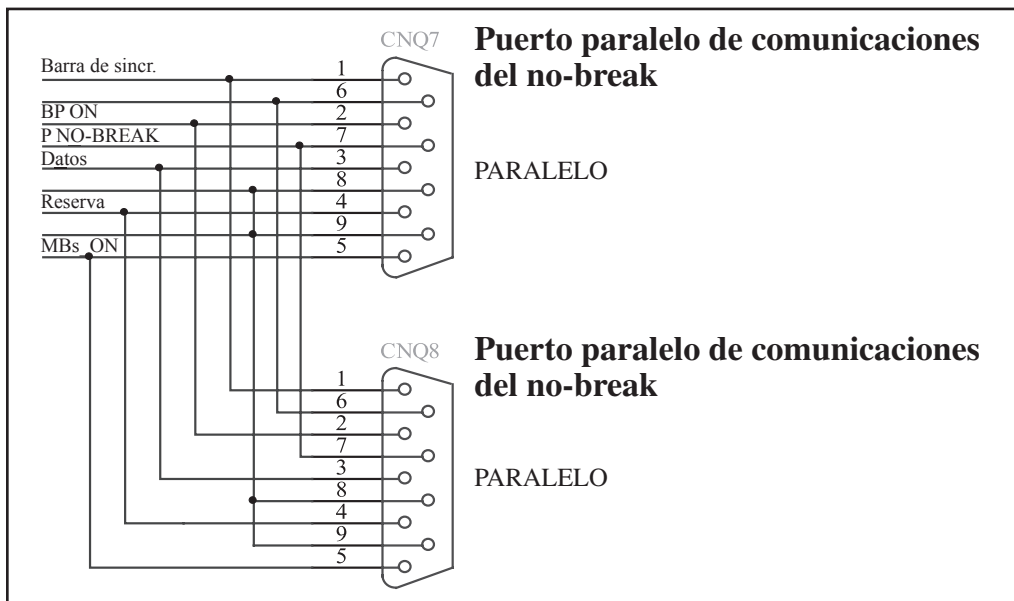 CNQ7
Puerto paralelo de comunicaciones
del no-break
PARALELO
Barra de sincr.
1
6
BP ON
2
P NO-BREAK
7
Datos
3
8
Reserva
4
9
MBs_ON
5
CNQ8
Puerto paralelo de comunicaciones
del no-break
PARALELO
1
6
2
7
3
8
4
9
5